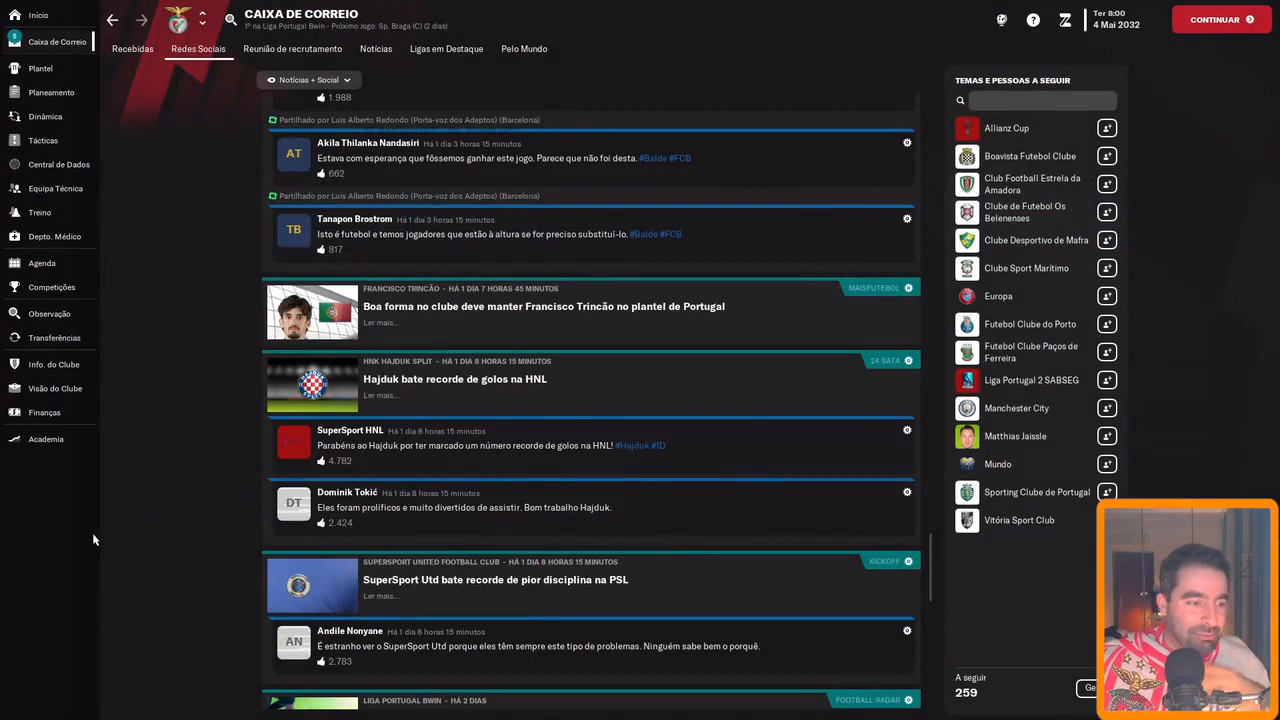 Início
5
Caixa de Correio
Plantel
Planeamento
Dinâmica
Tácticas
Central de Dados
Equipa Técnica
Treino
Depto. Médico
Agenda
Competições
Observação
Transferências
Info. do Clube
Visão do Clube
Finanças
Academia
CAIXA DE CORREIO
1º na Liga Portugal Bwin - Próximo Jogo: Sp. Braga (C) (2 dias)
Ter 8:00
4 Mai 2032
CONTINUAR
Recebidas
Redes Sociais
Reunião de recrutamento
Notícias
Ligas em Destaque
Pelo Mundo
Notícias + Social
1.988
Partilhado por Luis Alberto Redondo (Porta-voz dos Adeptos) (Barcelona)
AT
Akila Thilanka Nandasiri Há 1 dia 3 horas 15 minutos
Estava com esperança que fôssemos ganhar este jogo. Parece que não foi desta. #Balde #FCB
662
Partilhado por Luis Alberto Redondo (Porta-voz dos Adeptos) (Barcelona)
TB
Tanapon Brostrom Há 1 dia 3 horas 15 minutos
Isto é futebol e temos jogadores que estão à altura se for preciso substituí-lo. #Balde #FCB
817
FRANCISCO TRINCÃO - HÁ 1 DIA 7 HORAS 45 MINUTOS
MAISFUTEBOL
Boa forma no clube deve manter Francisco Trincão no plantel de Portugal
Ler mais...
HNK HAJDUK SPLIT - HÁ 1 DIA 8 HORAS 15 MINUTOS
24 SATA
Hajduk bate recorde de golos na HNL
Ler mais...
SuperSport HNL Há 1 dia 8 horas 15 minutos
Parabéns ao Hajduk por ter marcado um número recorde de golos na HNL! #Hajduk #ID
4.782
DT
Dominik Tokić Há 1 dia 8 horas 15 minutos
Eles foram prolíficos e muito divertidos de assistir. Bom trabalho Hajduk.
2.424
SUPERSPORT UNITED FOOTBALL CLUB - HÁ 1 DIA 8 HORAS 15 MINUTOS
KICKOFF
SuperSport Utd bate recorde de pior disciplina na PSL
Ler mais...
AN
Andile Nonyane Há 1 dia 8 horas 15 minutos
É estranho ver o SuperSport Utd porque eles têm sempre este tipo de problemas. Ninguém sabe bem o porquê.
2.783
LIGA PORTUGAL BWIN - HÁ 2 DIAS
FOOTBALL RADAR
TEMAS E PESSOAS A SEGUIR
Allianz Cup
Boavista Futebol Clube
Club Football Estrela da
Amadora
Clube de Futebol Os
Belenenses
Clube Desportivo de Mafra
Clube Sport Marítimo
Europa
Futebol Clube do Porto
Futebol Clube Paços de
Ferreira
Liga Portugal 2 SABSEG
Manchester City
Matthias Jaissle
Mundo
Sporting Clube de Portugal
Vitória Sport Club
A seguir
259
Ge